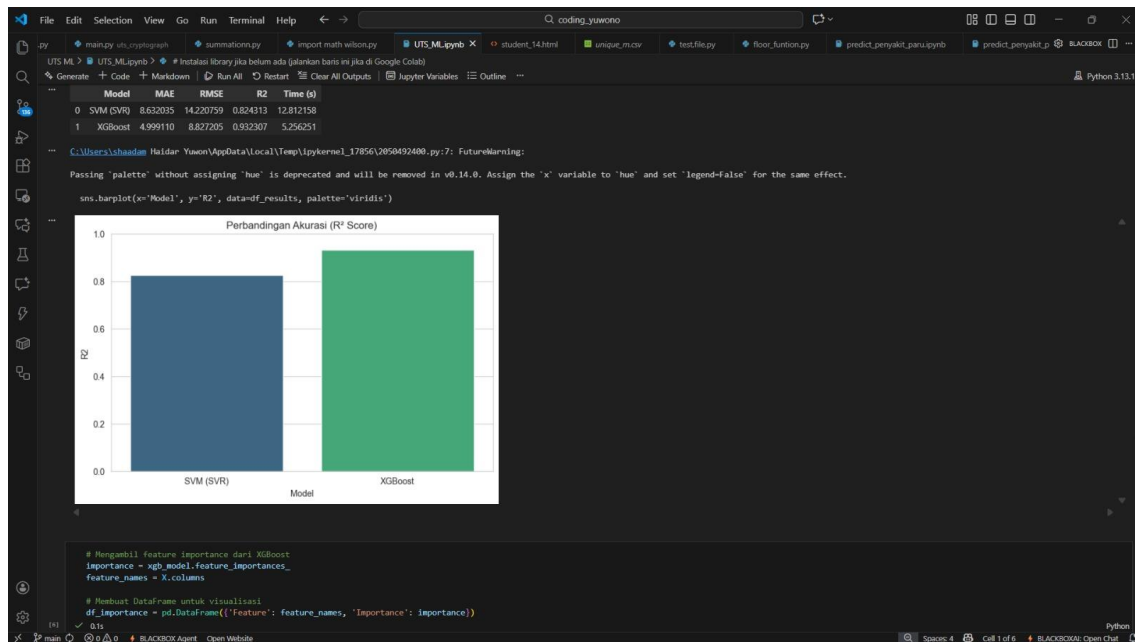 File Edit Selection View Go Run Terminal Help
coding_yuwono
.py
main.py uts_cryptograph
summationn.py
import math wilson.py
UTS_ML.ipynb
student_14.html
unique_m.csv
test.file.py
floor_funtion.py
predict_penyakit_paru.ipynb
predict_penyakit_p
BLACKBOX
UTS ML > UTS_ML.ipynb > # Instalasi library jika belum ada (jalankan baris ini jika di Google Colab)
Generate + Code + Markdown | Run All Restart Clear All Outputs | Jupyter Variables Outline ...
Python 3.13.1
Model MAE RMSE R2 Time (s)
0 SVM (SVR) 8.632035 14.220759 0.824313 12.812158
1 XGBoost 4.999110 8.827205 0.932307 5.256251
C:\Users\shaadam Haidar Yuwon\AppData\Local\Temp\ipykernel_17856\2050492400.py:7: FutureWarning:
Passing `palette` without assigning `hue` is deprecated and will be removed in v0.14.0. Assign the `x` variable to `hue` and set `legend=False` for the same effect.
sns.barplot(x='Model', y='R2', data=df_results, palette='viridis')
Perbandingan Akurasi (R² Score)
1.0
0.8
0.6
0.4
0.2
0.0
R2
SVM (SVR)
XGBoost
Model
# Mengambil feature importance dari XGBoost
importance = xgb_model.feature_importances_
feature_names = X.columns
# Membuat DataFrame untuk visualisasi
df_importance = pd.DataFrame({'Feature': feature_names, 'Importance': importance})
0.1s
Python
main 0 0 0 BLACKBOX Agent Open Website
Spaces: 4 Cell 1 of 6 BLACKBOXAI: Open Chat